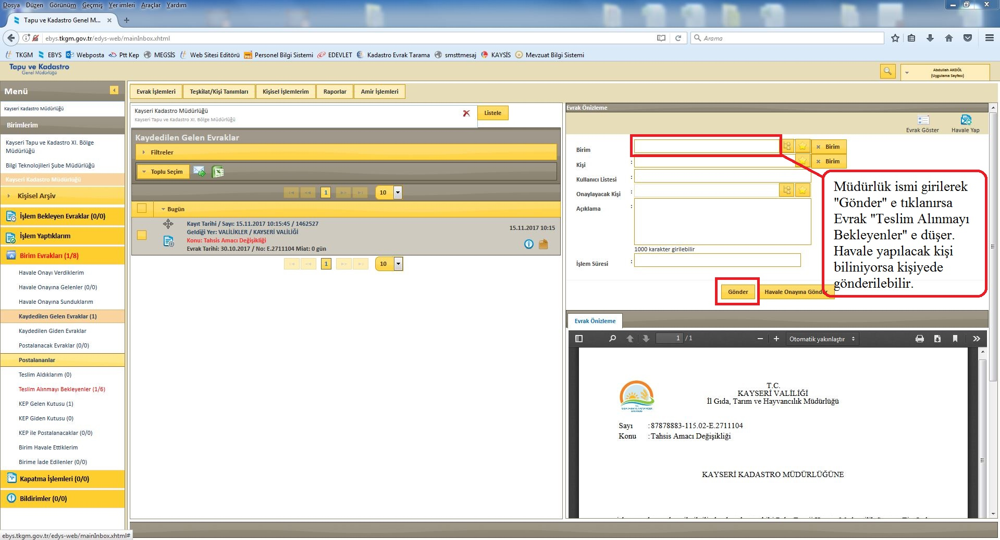 Dosya Düzen Görünüm Geçmiş Yer imleri Araçlar Yardım
Tapu ve Kadastro Genel M...
ebys.tkgm.gov.tr/edys-web/mainInbox.xhtml
Arama
TKGM EBYS Webposta Ptt Kep MEGSİS Web Sitesi Editörü Personel Bilgi Sistemi EDEVLET Kadastro Evrak Tarama smsttmesaj KAYSİS Mevzuat Bilgi Sistemi
Tapu ve Kadastro
Genel Müdürlüğü
Abdullah AKDÖL
(Uygulama Sayfası)
Menü
Kayseri Kadastro Müdürlüğü
Birimlerim
Kayseri Tapu ve Kadastro XI. Bölge
Müdürlüğü
Bilgi Teknolojileri Şube Müdürlüğü
Kayseri Kadastro Müdürlüğü
Kişisel Arşiv
İşlem Bekleyen Evraklar (0/0)
İşlem Yaptıklarım
Birim Evrakları (1/8)
Havale Onayı Verdiklerim
Havale Onayına Gelenler (0/0)
Havale Onayına Sunduklarım
Kaydedilen Gelen Evraklar (1)
Kaydedilen Giden Evraklar
Postalanacak Evraklar (0/0)
Postalananlar
Teslim Aldıklarım (0)
Teslim Alınmayı Bekleyenler (1/6)
KEP Gelen Kutusu (1)
KEP Giden Kutusu (0)
KEP ile Postalanacaklar (0/0)
Birim Havale Ettiklerim
Birime İade Edilenler (0/0)
Kapatma İşlemleri (0/0)
Bildirimler (0/0)
ebys.tkgm.gov.tr/edys-web/mainInbox.xhtml#
Evrak İşlemleri Teşkilat/Kişi Tanımları Kişisel İşlemlerim Raporlar Amir İşlemleri
Kayseri Kadastro Müdürlüğü
Kayseri Tapu ve Kadastro XI. Bölge Müdürlüğü
Listele
Kaydedilen Gelen Evraklar
Filtreler
Toplu Seçim
1 10
Bugün
Kayıt Tarihi / Sayı: 15.11.2017 10:15:45 / 1462527
Geldiği Yer: VALİLİKLER / KAYSERİ VALİLİĞİ
Konu: Tahsis Amacı Değişikliği
Evrak Tarihi: 30.10.2017 / No: E.2711104 Miat: 0 gün
15.11.2017 10:15
1 10
Evrak Önizleme
Evrak Göster Havale Yap
Birim
Birim
Kişi :
Birim
Kullanıcı Listesi :
Onaylayacak Kişi :
Açıklama :
1000 karakter girilebilir
İşlem Süresi :
Gönder Havale Onayına Gönder
Müdürlük ismi girilerek
"Gönder" e tıklanırsa
Evrak "Teslim Alınmayı
Bekleyenler" e düşer.
Havale yapılacak kişi
biliniyorsa kişiyede
gönderilebilir.
Evrak Önizleme
1 / 1
Otomatik yakınlaştır
T.C.
KAYSERİ VALİLİĞİ
İl Gıda, Tarım ve Hayvancılık Müdürlüğü
T.C.
GIDA TARIM VE HAYVANCILIK
BAKANLIĞI
Sayı :87878883-115.02-E.2711104
Konu :Tahsis Amacı Değişikliği
KAYSERİ KADASTRO MÜDÜRLÜĞÜNE